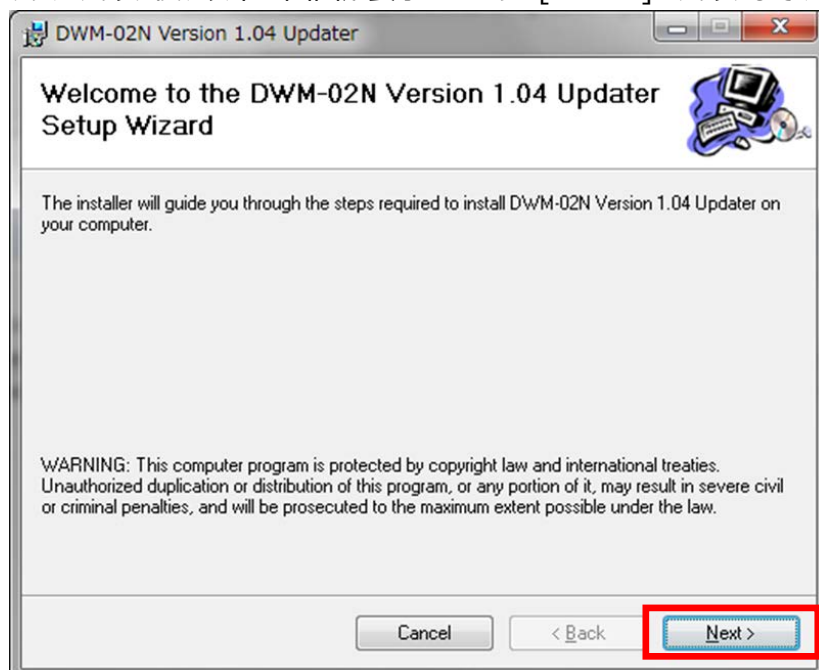 DWM-02N Version 1.04 Updater
Welcome to the DWM-02N Version 1.04 Updater
Setup Wizard
The installer will guide you through the steps required to install DWM-02N Version 1.04 Updater on
your computer.
WARNING: This computer program is protected by copyright law and international treaties.
Unauthorized duplication or distribution of this program, or any portion of it, may result in severe civil
or criminal penalties, and will be prosecuted to the maximum extent possible under the law.
Cancel < Back Next >